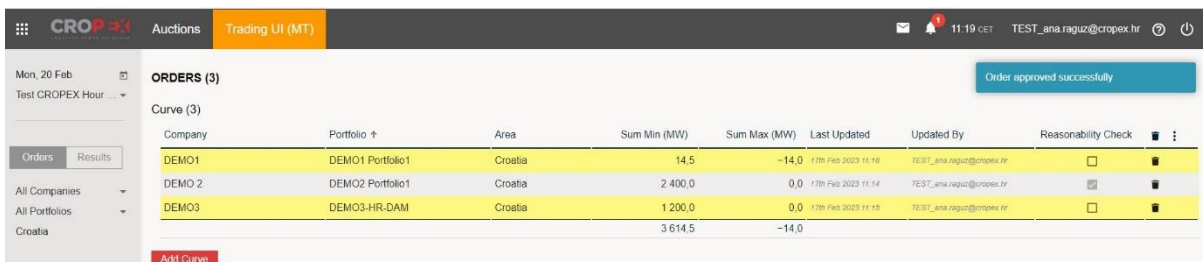 CROPEX Auctions Trading UI (MT) 11:19 CET TEST_ana.raguz@cropex.hr
Mon, 20 Feb
Test CROPEX Hour ...
Orders Results
All Companies
All Portfolios
Croatia
ORDERS (3)
Order approved successfully
Curve (3)
Company Portfolio ↑ Area Sum Min (MW) Sum Max (MW) Last Updated Updated By Reasonability Check
DEMO1 DEMO1 Portfolio1 Croatia 14,5 −14,0 17th Feb 2023 11:16 TEST_ana.raguz@cropex.hr
DEMO 2 DEMO2 Portfolio1 Croatia 2 400,0 0,0 17th Feb 2023 11:14 TEST_ana.raguz@cropex.hr
DEMO3 DEMO3-HR-DAM Croatia 1 200,0 0,0 17th Feb 2023 11:15 TEST_ana.raguz@cropex.hr
3 614,5 −14,0
Add Curve